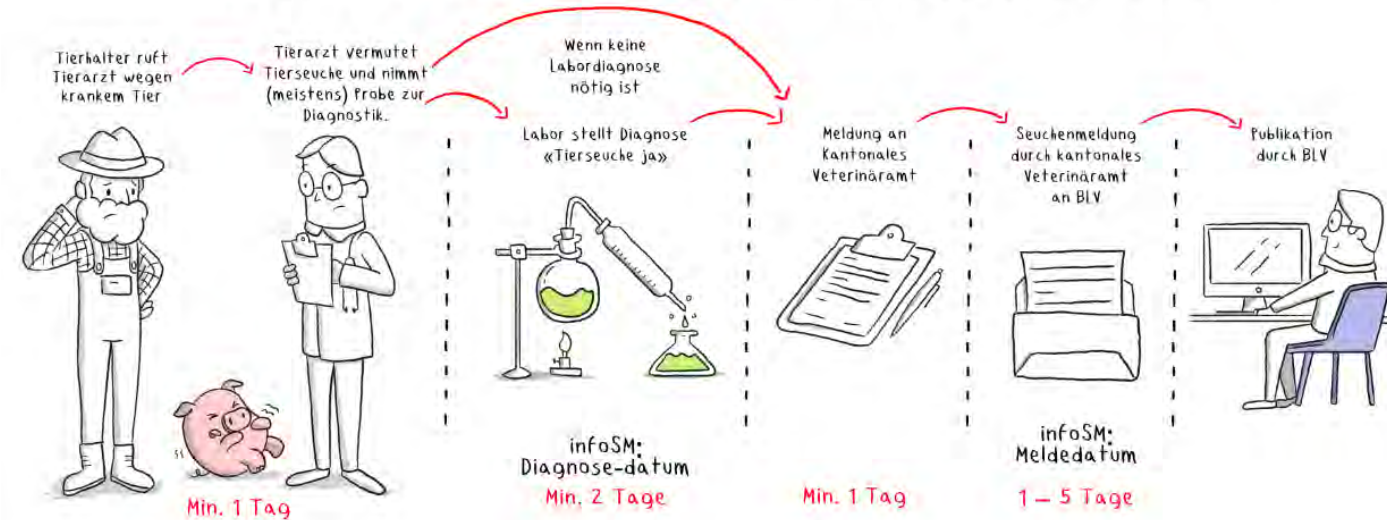 Tierhalter ruft
Tierarzt wegen
krankem Tier
Tierarzt vermutet
Tierseuche und nimmt
(meistens) Probe zur
Diagnostik.
Wenn keine
Labordiagnose
nötig ist
Labor stellt Diagnose
«Tierseuche ja»
Meldung an
Kantonales
Veterinäramt
Seuchenmeldung
durch kantonales
Veterinäramt
an BLV
Publikation
durch BLV
infoSM:
Diagnose-datum
infoSM:
Meldedatum
Min. 1 Tag
Min. 2 Tage
Min. 1 Tag
1 – 5 Tage